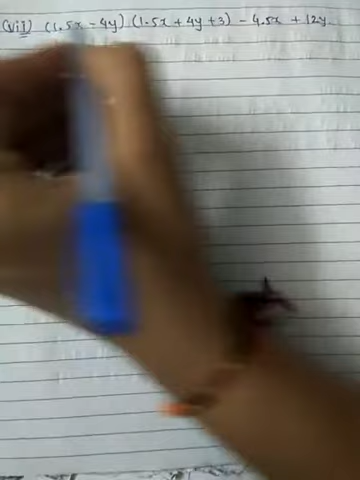 (vii) (1.5x - 4y) (1.5x + 4y + 3) - 4.5x + 12y